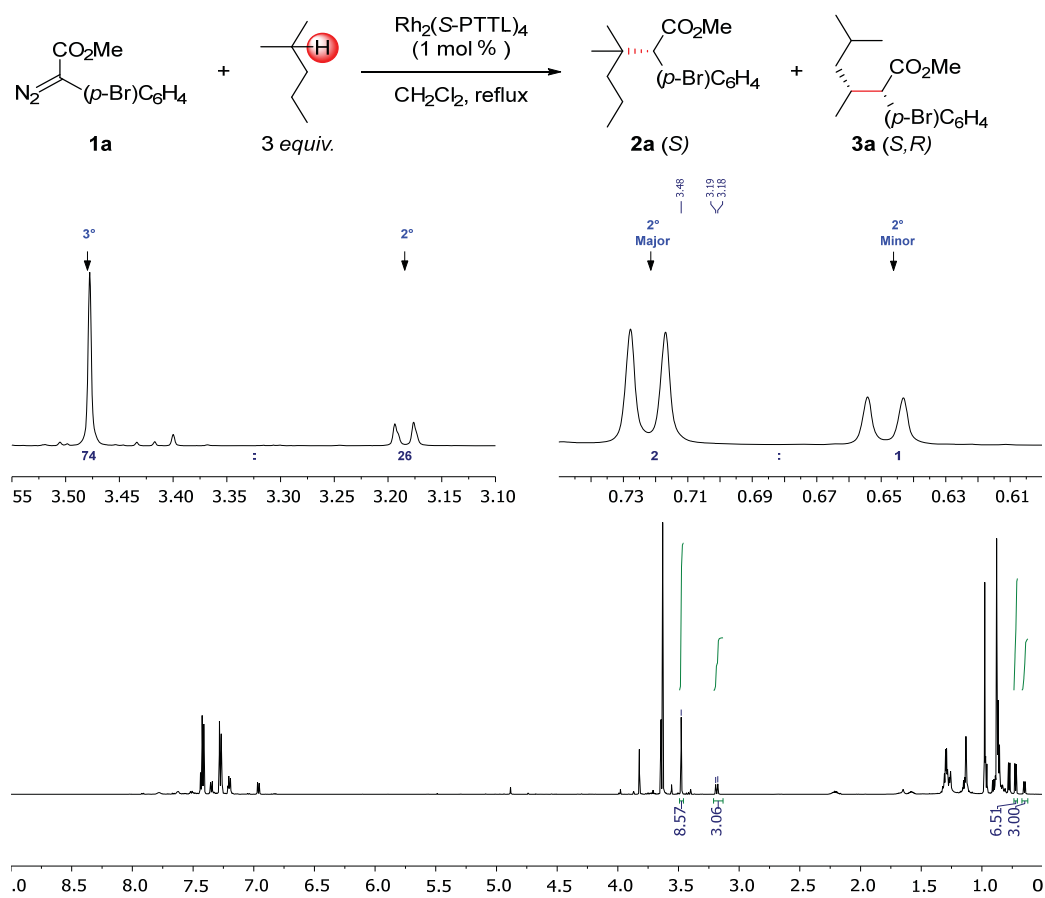 CO2Me
N2
(p-Br)C6H4
1a
+
H
3 equiv.
Rh2(S-PTTL)4
(1 mol %)
CH2Cl2, reflux
CO2Me
(p-Br)C6H4
2a (S)
+
CO2Me
(p-Br)C6H4
3a (S,R)
3.48
3.19
3.18
3°
2°
2°
Major
2°
Minor
74 : 26
2 : 1
55 3.50 3.45 3.40 3.35 3.30 3.25 3.20 3.15 3.10
0.73 0.71 0.69 0.67 0.65 0.63 0.61
8.57
3.06
6.51
3.00
.0 8.5 8.0 7.5 7.0 6.5 6.0 5.5 5.0 4.5 4.0 3.5 3.0 2.5 2.0 1.5 1.0 0